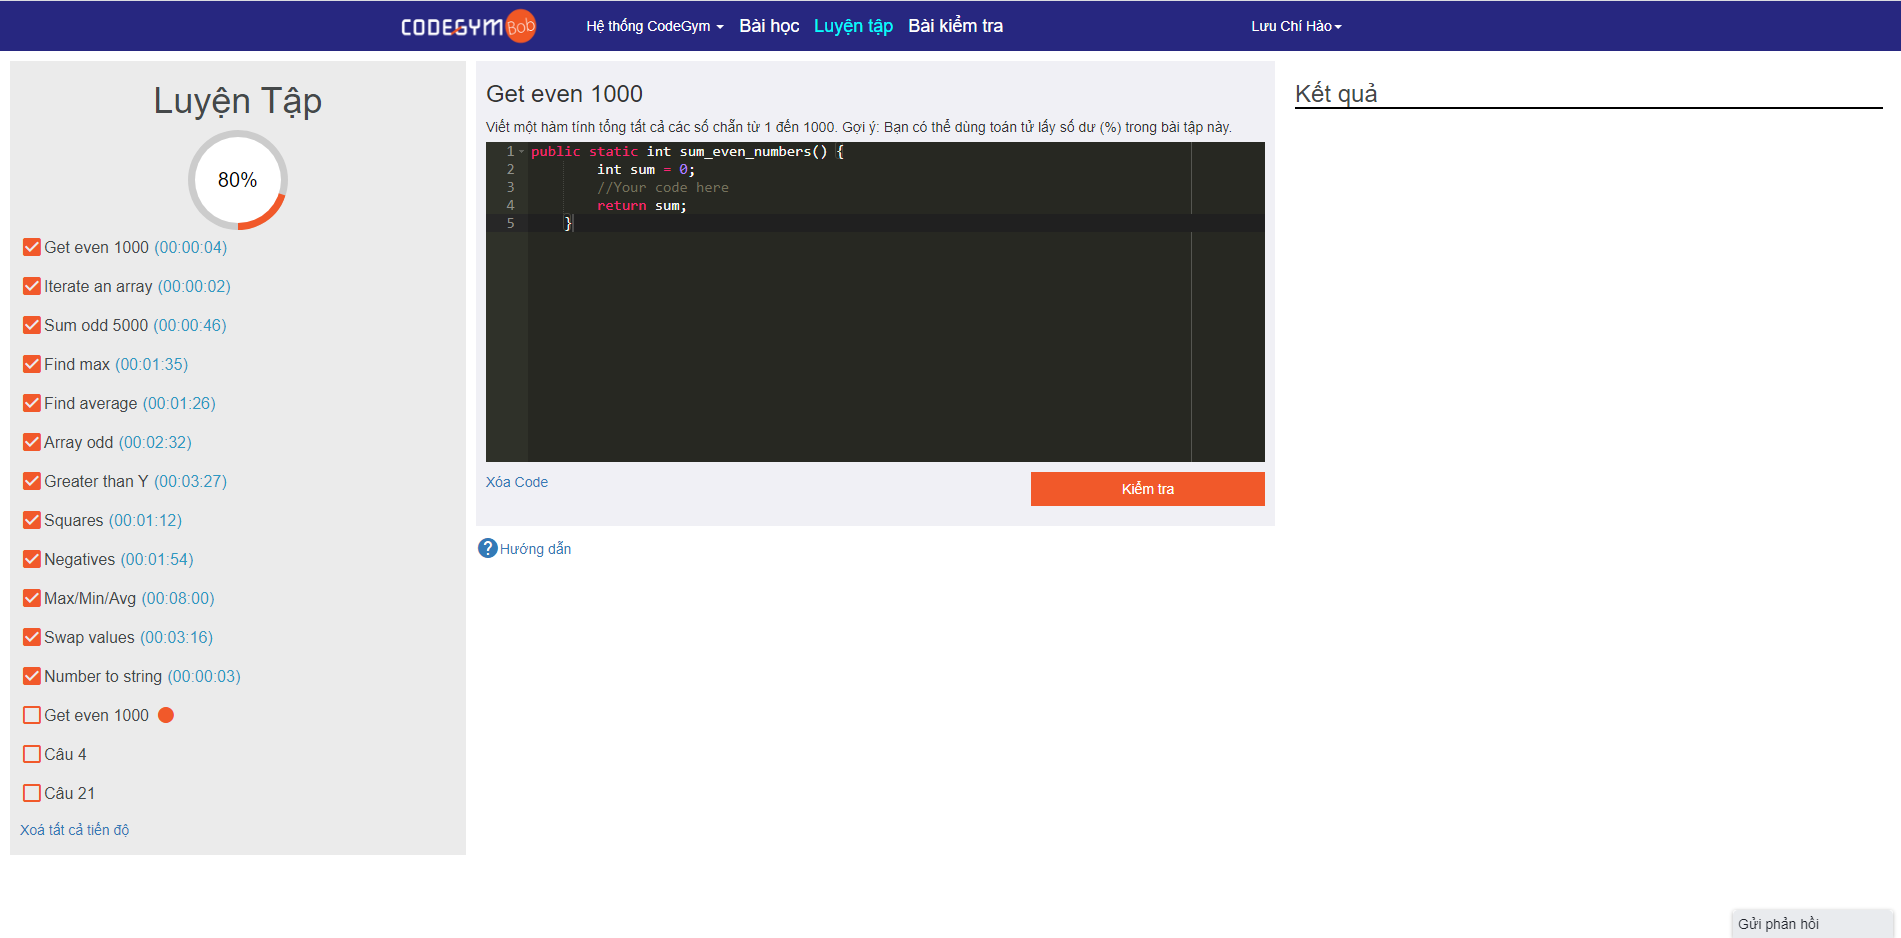 CODEGYM Bob
Hệ thống CodeGym
Bài học
Luyện tập
Bài kiểm tra
Lưu Chí Hào
Luyện Tập
80%
Get even 1000 (00:00:04)
Iterate an array (00:00:02)
Sum odd 5000 (00:00:46)
Find max (00:01:35)
Find average (00:01:26)
Array odd (00:02:32)
Greater than Y (00:03:27)
Squares (00:01:12)
Negatives (00:01:54)
Max/Min/Avg (00:08:00)
Swap values (00:03:16)
Number to string (00:00:03)
Get even 1000
Câu 4
Câu 21
Xoá tất cả tiến độ
Get even 1000
Viết một hàm tính tổng tất cả các số chẵn từ 1 đến 1000. Gợi ý: Bạn có thể dùng toán tử lấy số dư (%) trong bài tập này.
1 public static int sum_even_numbers() {
2 int sum = 0;
3 //Your code here
4 return sum;
5 }
Xóa Code
Kiểm tra
? Hướng dẫn
Kết quả
Gửi phản hồi